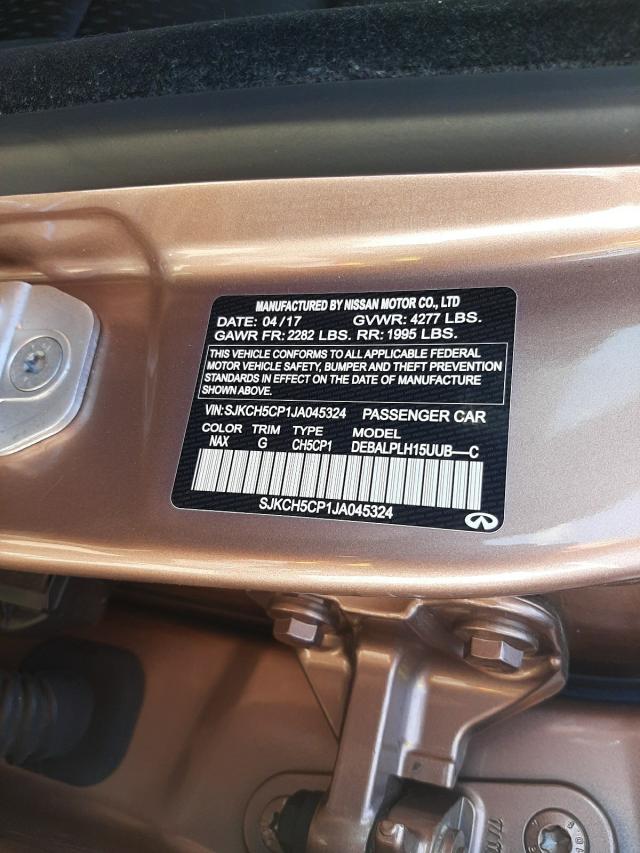 MANUFACTURED BY NISSAN MOTOR CO., LTD
DATE: 04/17 GVWR: 4277 LBS.
GAWR FR: 2282 LBS. RR: 1995 LBS.
THIS VEHICLE CONFORMS TO ALL APPLICABLE FEDERAL
MOTOR VEHICLE SAFETY, BUMPER AND THEFT PREVENTION
STANDARDS IN EFFECT ON THE DATE OF MANUFACTURE
SHOWN ABOVE.
VIN:SJKCH5CP1JA045324 PASSENGER CAR
COLOR TRIM TYPE MODEL
NAX G CH5CP1 DEBALPLH15UUB—C
SJKCH5CP1JA045324